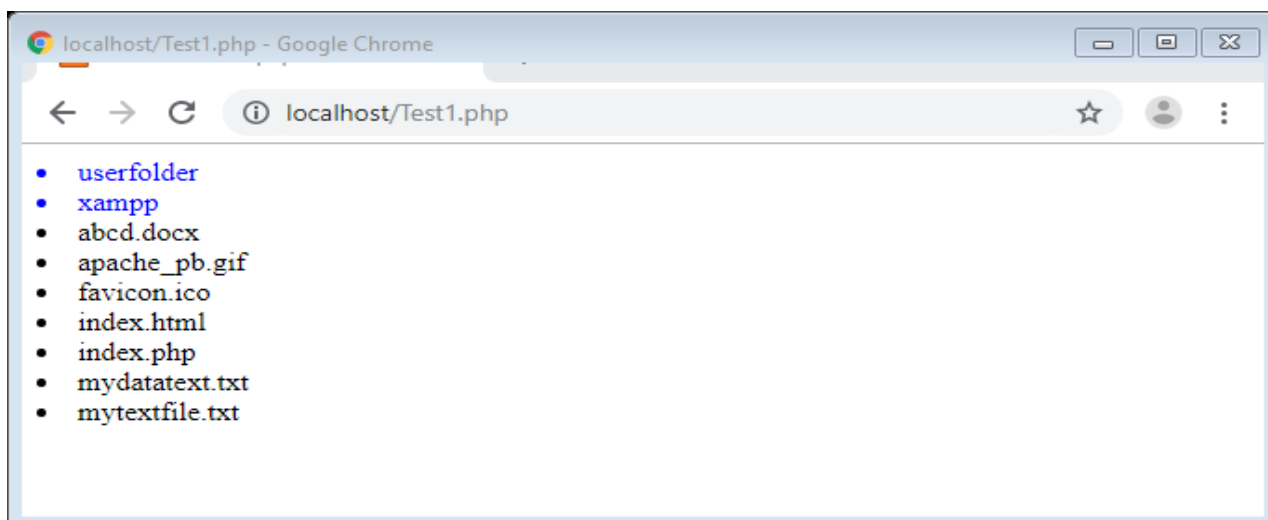 localhost/Test1.php - Google Chrome
localhost/Test1.php
userfolder
xampp
abcd.docx
apache_pb.gif
favicon.ico
index.html
index.php
mydatatext.txt
mytextfile.txt